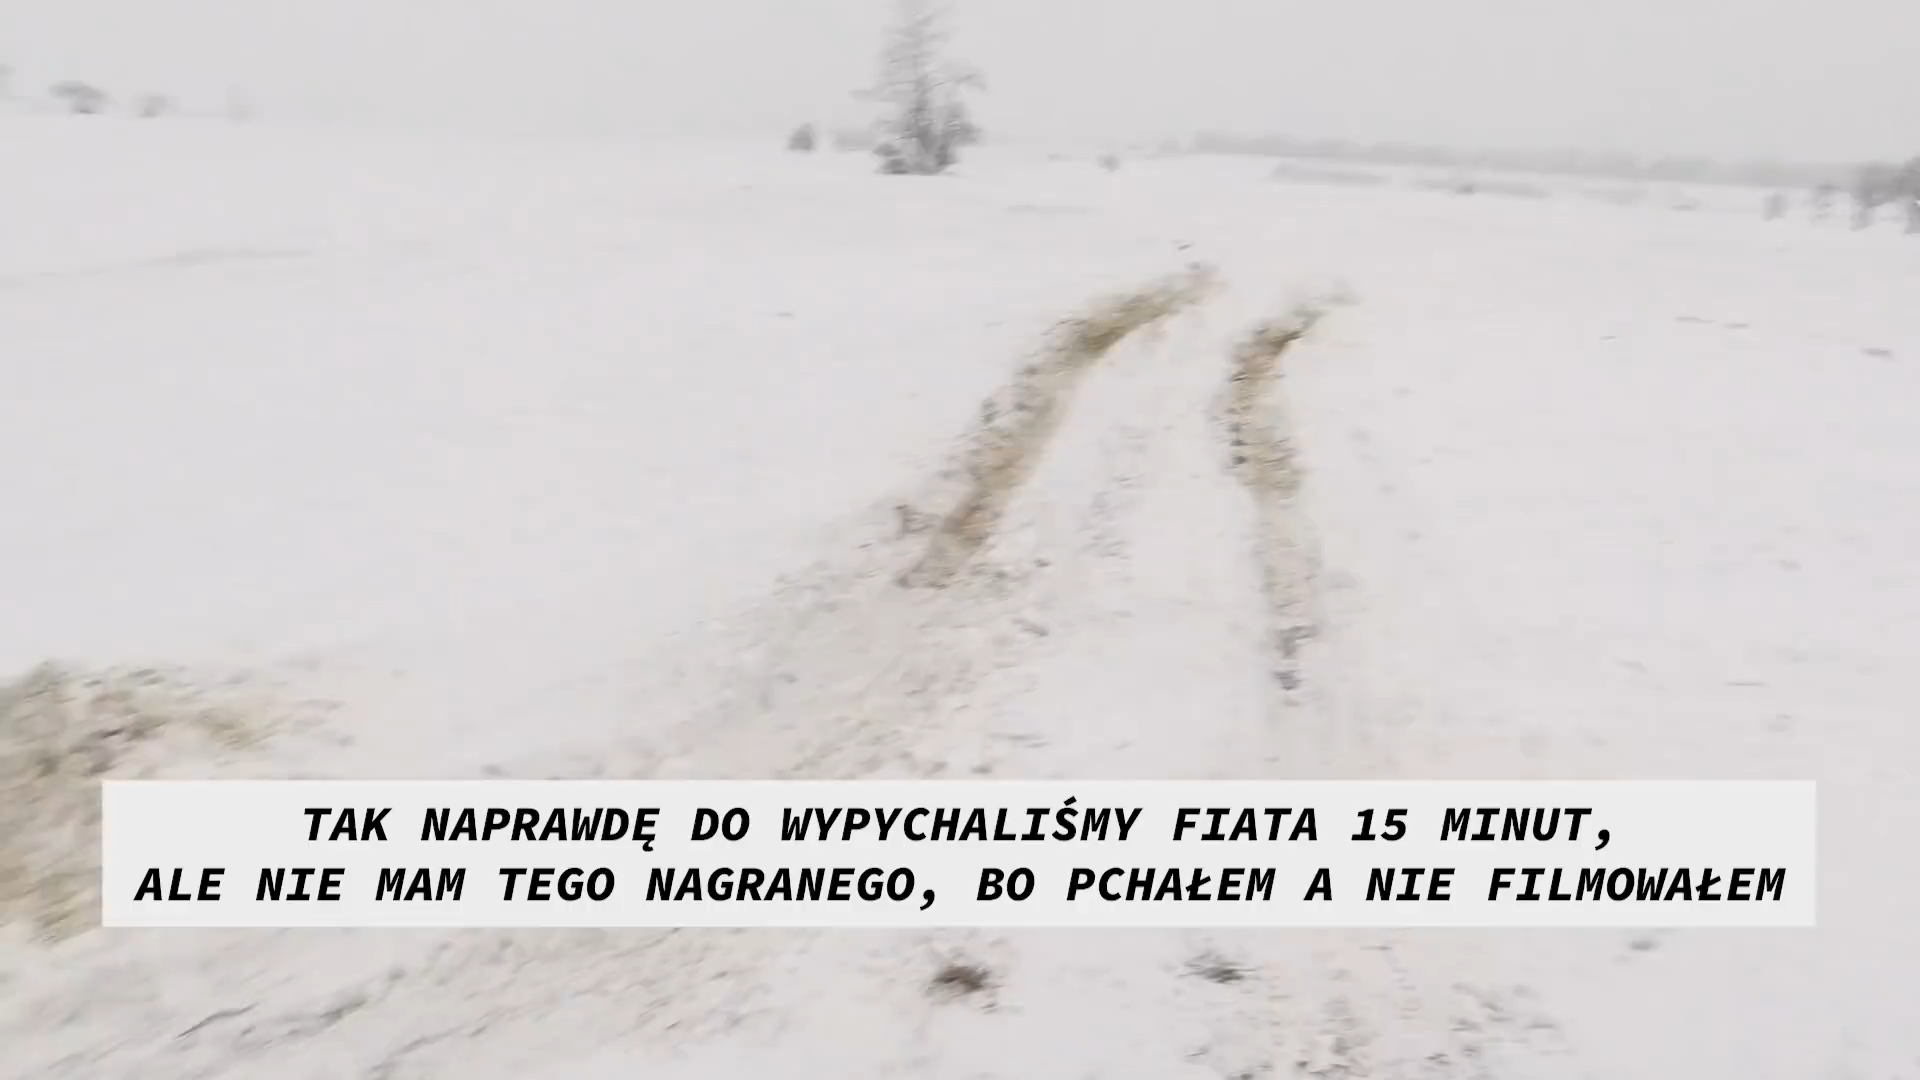 TAK NAPRAWDĘ DO WYPYCHALIŚMY FIATA 15 MINUT,
ALE NIE MAM TEGO NAGRANEGO, BO PCHAŁEM A NIE FILMOWAŁEM